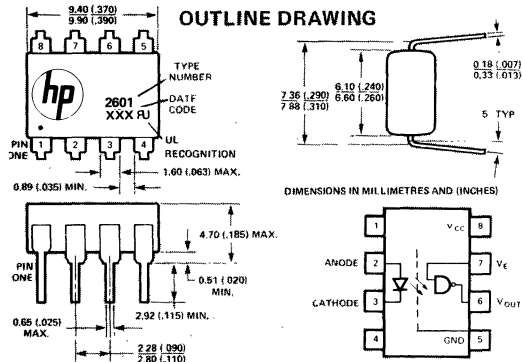 OUTLINE DRAWING
9.40 (.370)
9.90 (.390)
8 7 6 5
hp
TYPE
NUMBER
2601
XXX
DATE
CODE
UL
RECOGNITION
PIN
ONE
1 2 3 4
1.60 (.063) MAX.
0.89 (.035) MIN.
7.36 (.290)
7.88 (.310)
6.10 (.240)
6.60 (.260)
0.18 (.007)
0.33 (.013)
5 TYP
DIMENSIONS IN MILLIMETRES AND (INCHES)
4.70 (.185) MAX.
PIN
ONE
0.51 (020)
MIN.
2.92 (.115) MIN.
0.65 (.025)
MAX.
2.28 (.090)
2.80 (.110)
1 VCC 8
ANODE 2 7 VE
CATHODE 3 6 VOUT
4 GND 5